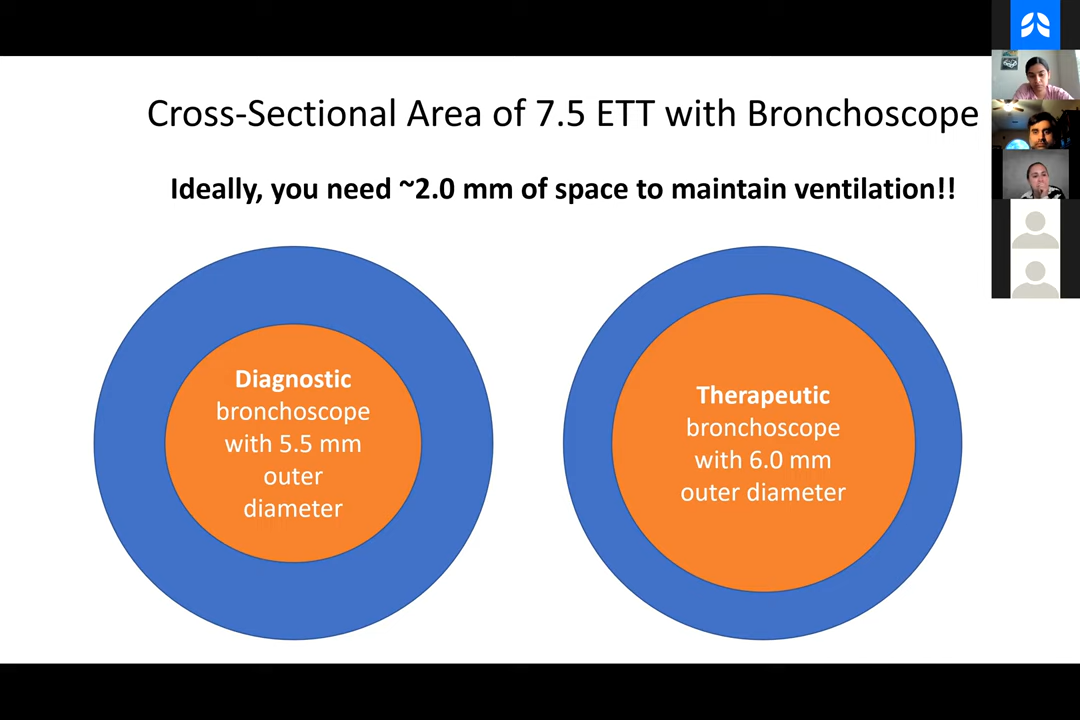 Cross-Sectional Area of 7.5 ETT with Bronchoscope
Ideally, you need ~2.0 mm of space to maintain ventilation!!
Diagnostic
bronchoscope
with 5.5 mm
outer
diameter
Therapeutic
bronchoscope
with 6.0 mm
outer diameter